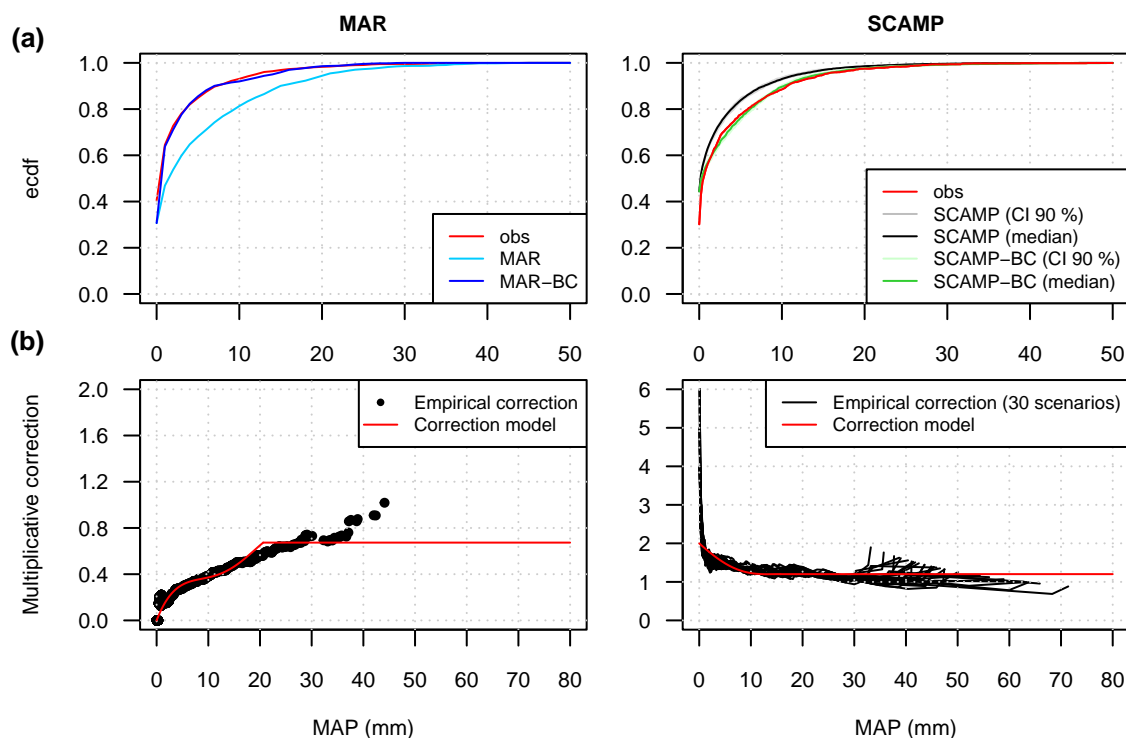 MAR
SCAMP
(a)
ecdf
1.0
0.8
0.6
0.4
0.2
0.0
obs
MAR
MAR−BC
0 10 20 30 40 50
1.0
0.8
0.6
0.4
0.2
0.0
obs
SCAMP (CI 90 %)
SCAMP (median)
SCAMP−BC (CI 90 %)
SCAMP−BC (median)
0 10 20 30 40 50
(b)
Multiplicative correction
2.0
1.6
1.2
0.8
0.4
0.0
Empirical correction
Correction model
0 10 20 30 40 50 60 70 80
MAP (mm)
6
5
4
3
2
1
0
Empirical correction (30 scenarios)
Correction model
0 10 20 30 40 50 60 70 80
MAP (mm)